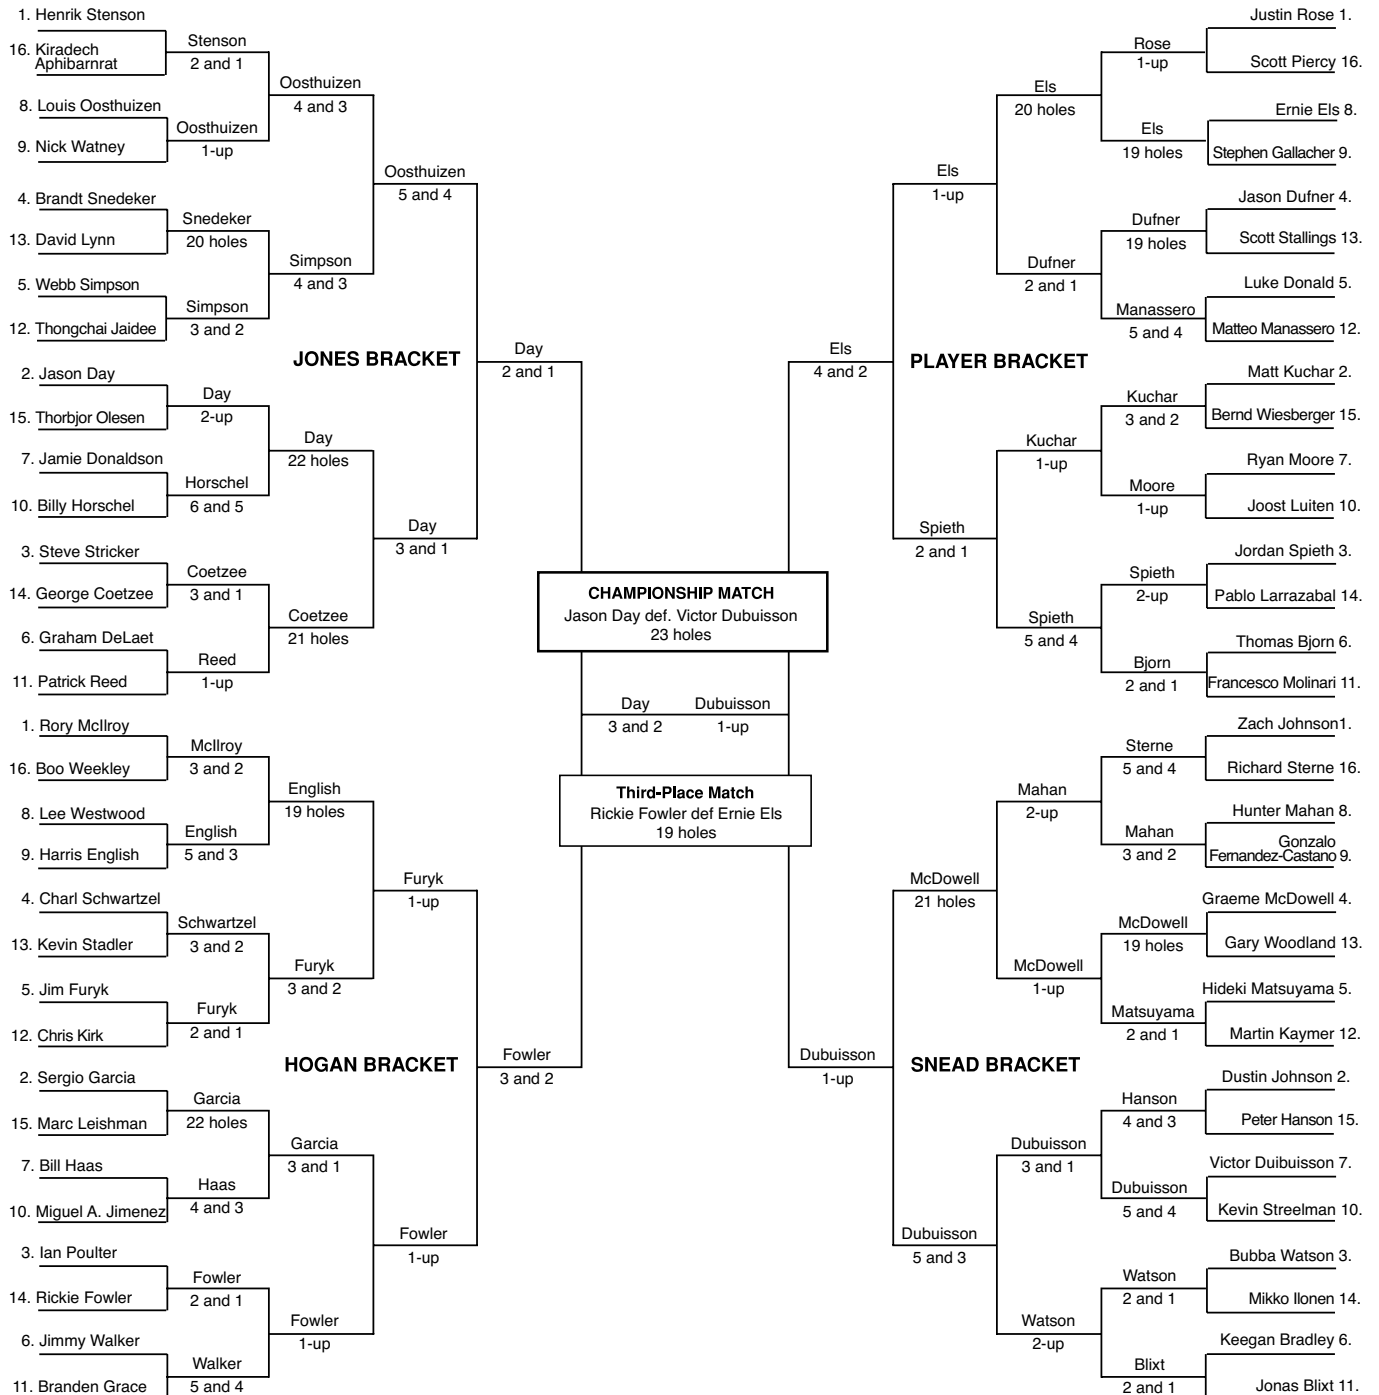 1. Henrik Stenson
16. Kiradech
Aphibarnrat
8. Louis Oosthuizen
9. Nick Watney
4. Brandt Snedeker
13. David Lynn
5. Webb Simpson
12. Thongchai Jaidee
2. Jason Day
15. Thorbjor Olesen
7. Jamie Donaldson
10. Billy Horschel
3. Steve Stricker
14. George Coetzee
6. Graham DeLaet
11. Patrick Reed
Stenson
2 and 1
Oosthuizen
1-up
Snedeker
20 holes
Simpson
3 and 2
Day
2-up
Horschel
6 and 5
Coetzee
3 and 1
Reed
1-up
Oosthuizen
4 and 3
Simpson
4 and 3
Day
22 holes
Coetzee
21 holes
Oosthuizen
5 and 4
Day
3 and 1
JONES BRACKET
Day
2 and 1
1. Rory McIlroy
16. Boo Weekley
8. Lee Westwood
9. Harris English
4. Charl Schwartzel
13. Kevin Stadler
5. Jim Furyk
12. Chris Kirk
2. Sergio Garcia
15. Marc Leishman
7. Bill Haas
10. Miguel A. Jimenez
3. Ian Poulter
14. Rickie Fowler
6. Jimmy Walker
11. Branden Grace
McIlroy
3 and 2
English
5 and 3
Schwartzel
3 and 2
Furyk
2 and 1
Garcia
22 holes
Haas
4 and 3
Fowler
2 and 1
Walker
5 and 4
English
19 holes
Furyk
3 and 2
Garcia
3 and 1
Fowler
1-up
Furyk
1-up
Fowler
1-up
HOGAN BRACKET
Fowler
3 and 2
CHAMPIONSHIP MATCH
Jason Day def. Victor Dubuisson
23 holes
Day
3 and 2
Dubuisson
1-up
Third-Place Match
Rickie Fowler def Ernie Els
19 holes
Justin Rose 1.
Scott Piercy 16.
Ernie Els 8.
Stephen Gallacher 9.
Jason Dufner 4.
Scott Stallings 13.
Luke Donald 5.
Matteo Manassero 12.
Matt Kuchar 2.
Bernd Wiesberger 15.
Ryan Moore 7.
Joost Luiten 10.
Jordan Spieth 3.
Pablo Larrazabal 14.
Thomas Bjorn 6.
Francesco Molinari 11.
Rose
1-up
Els
19 holes
Dufner
19 holes
Manassero
5 and 4
Kuchar
3 and 2
Moore
1-up
Spieth
2-up
Bjorn
2 and 1
Els
20 holes
Dufner
2 and 1
Kuchar
1-up
Spieth
5 and 4
Els
1-up
Spieth
2 and 1
PLAYER BRACKET
Els
4 and 2
Zach Johnson1.
Richard Sterne 16.
Hunter Mahan 8.
Gonzalo
Fernandez-Castano 9.
Graeme McDowell 4.
Gary Woodland 13.
Hideki Matsuyama 5.
Martin Kaymer 12.
Dustin Johnson 2.
Peter Hanson 15.
Victor Duibuisson 7.
Kevin Streelman 10.
Bubba Watson 3.
Mikko Ilonen 14.
Keegan Bradley 6.
Jonas Blixt 11.
Sterne
5 and 4
Mahan
3 and 2
McDowell
19 holes
Matsuyama
2 and 1
Hanson
4 and 3
Dubuisson
5 and 4
Watson
2 and 1
Blixt
2 and 1
Mahan
2-up
McDowell
1-up
Dubuisson
3 and 1
Watson
2-up
McDowell
21 holes
Dubuisson
5 and 3
SNEAD BRACKET
Dubuisson
1-up